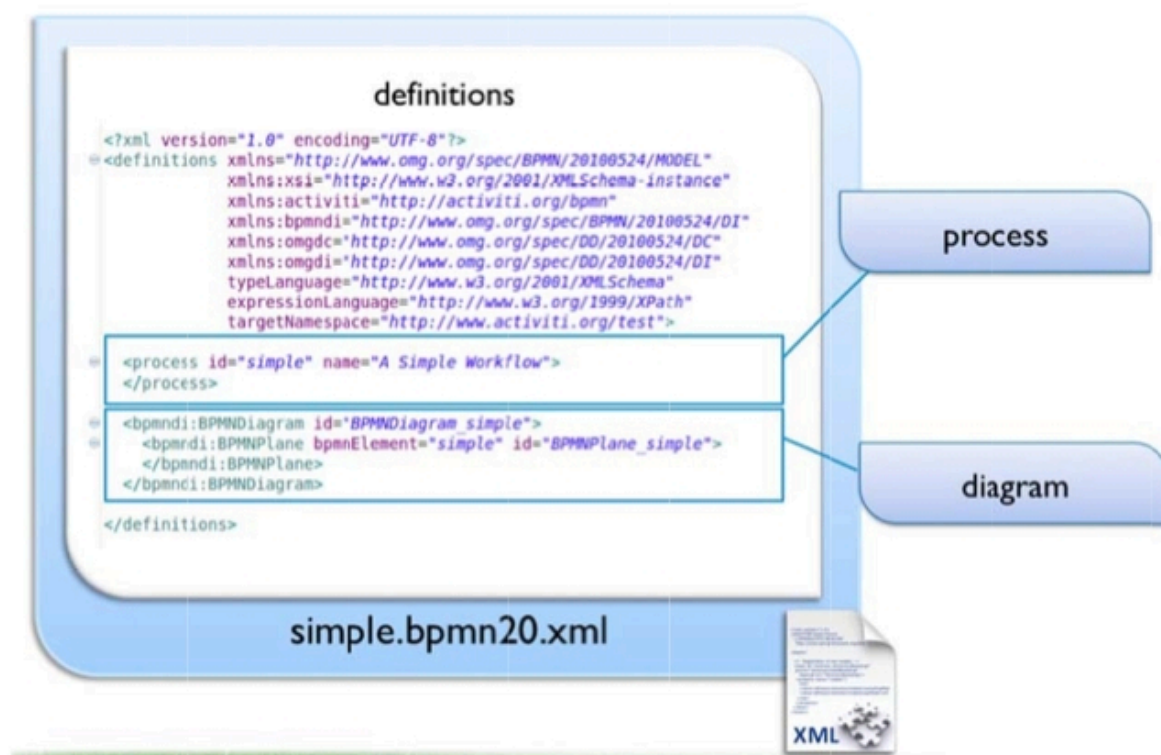 definitions
<?xml version="1.0" encoding="UTF-8"?>
<definitions xmlns="http://www.omg.org/spec/BPMN/20100524/MODEL"
xmlns:xsi="http://www.w3.org/2001/XMLSchema-instance"
xmlns:activiti="http://activiti.org/bpmn"
xmlns:bpmndi="http://www.omg.org/spec/BPMN/20100524/DI"
xmlns:omgdc="http://www.omg.org/spec/DD/20100524/DC"
xmlns:omgdi="http://www.omg.org/spec/DD/20100524/DI"
typeLanguage="http://www.w3.org/2001/XMLSchema"
expressionLanguage="http://www.w3.org/1999/XPath"
targetNamespace="http://www.activiti.org/test">
<process id="simple" name="A Simple Workflow">
</process>
<bpmndi:BPMNDiagram id="BPMNDiagram_simple">
<bpmndi:BPMNPlane bpmnElement="simple" id="BPMNPlane_simple">
</bpmndi:BPMNPlane>
</bpmndi:BPMNDiagram>
</definitions>
process
diagram
simple.bpmn20.xml
XML